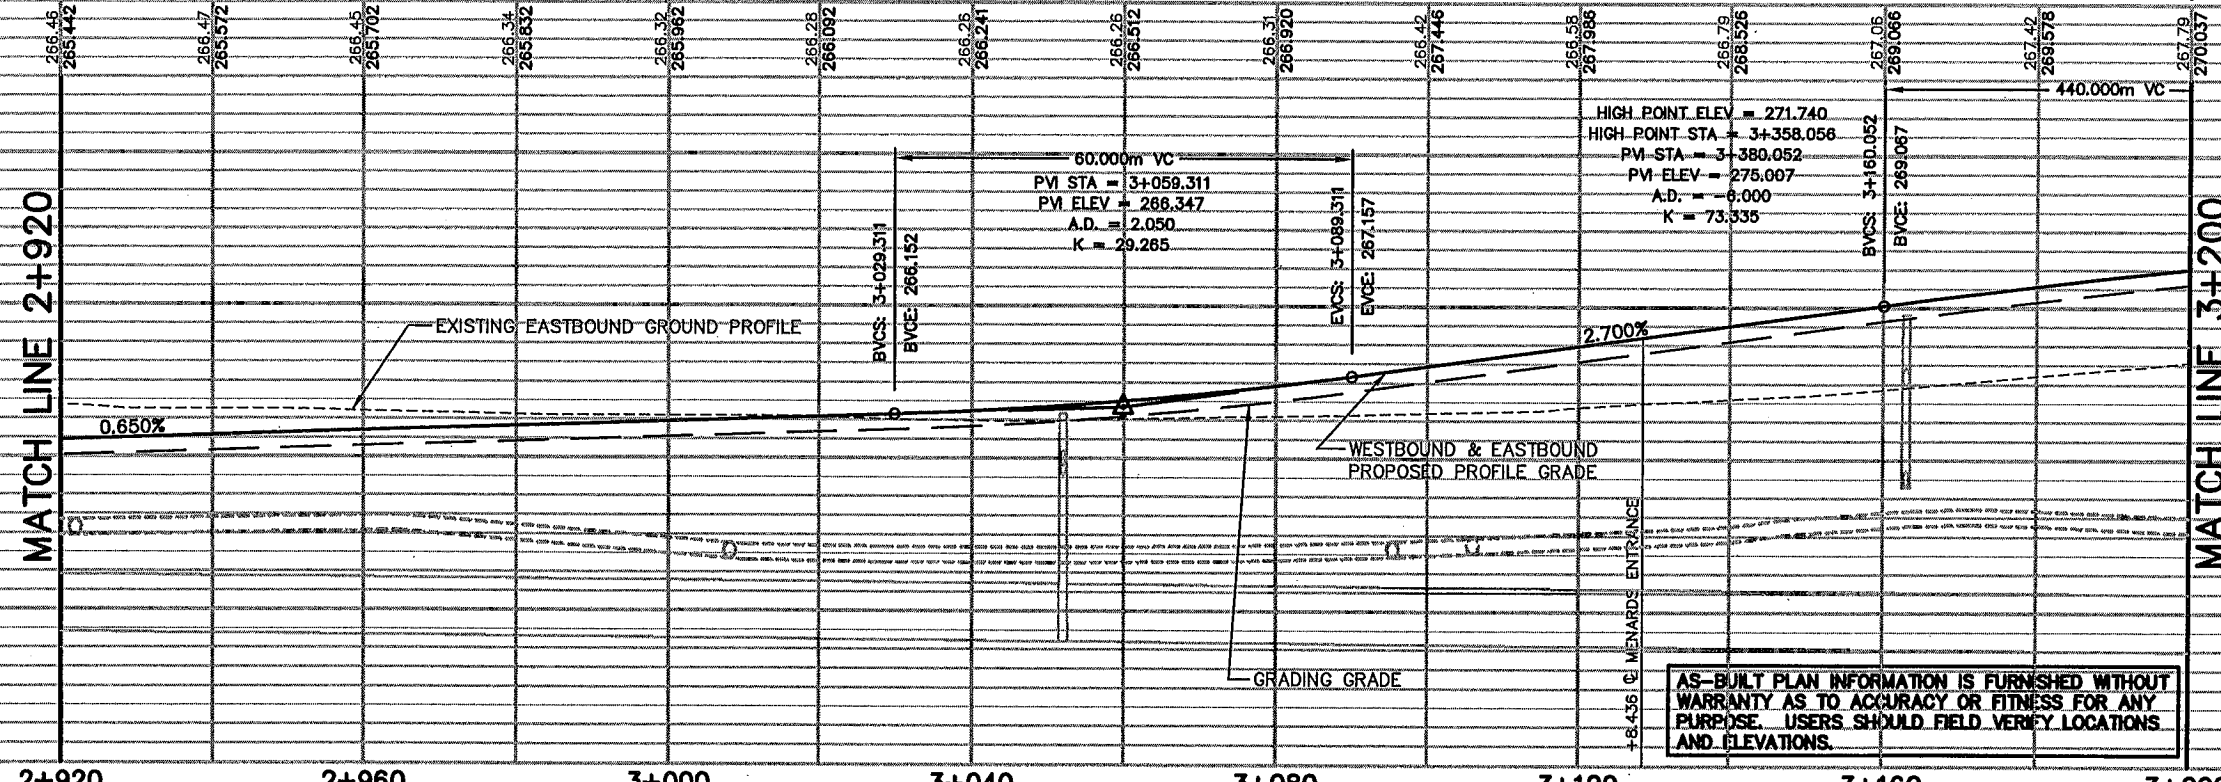 266.46
265.442
266.47
265.572
266.45
265.702
266.34
265.832
266.32
265.962
266.28
266.092
266.26
266.241
266.26
266.512
266.31
266.920
266.42
267.446
266.58
267.986
266.79
268.526
267.06
269.066
267.42
269.578
267.79
270.037
440.000m VC
HIGH POINT ELEV = 271.740
HIGH POINT STA = 3+358.056
PVI STA = 3+380.052
PVI ELEV = 275.007
A.D. = -6.000
K = 73.335
BVCS: 3+160.052
BVCE: 269.067
60.000m VC
PVI STA = 3+059.311
PVI ELEV = 266.347
A.D. = 2.050
K = 29.265
BVCS: 3+029.311
BVCE: 266.152
EVCS: 3+089.311
EVCE: 267.157
MATCH LINE 2+920
MATCH LINE 3+200
EXISTING EASTBOUND GROUND PROFILE
2.700%
0.650%
WESTBOUND & EASTBOUND
PROPOSED PROFILE GRADE
GRADING GRADE
+8.436 ℄ MENARDS ENTRANCE
AS-BUILT PLAN INFORMATION IS FURNISHED WITHOUT
WARRANTY AS TO ACCURACY OR FITNESS FOR ANY
PURPOSE. USERS SHOULD FIELD VERIFY LOCATIONS
AND ELEVATIONS.
2+920
2+960
3+000
3+040
3+080
3+160